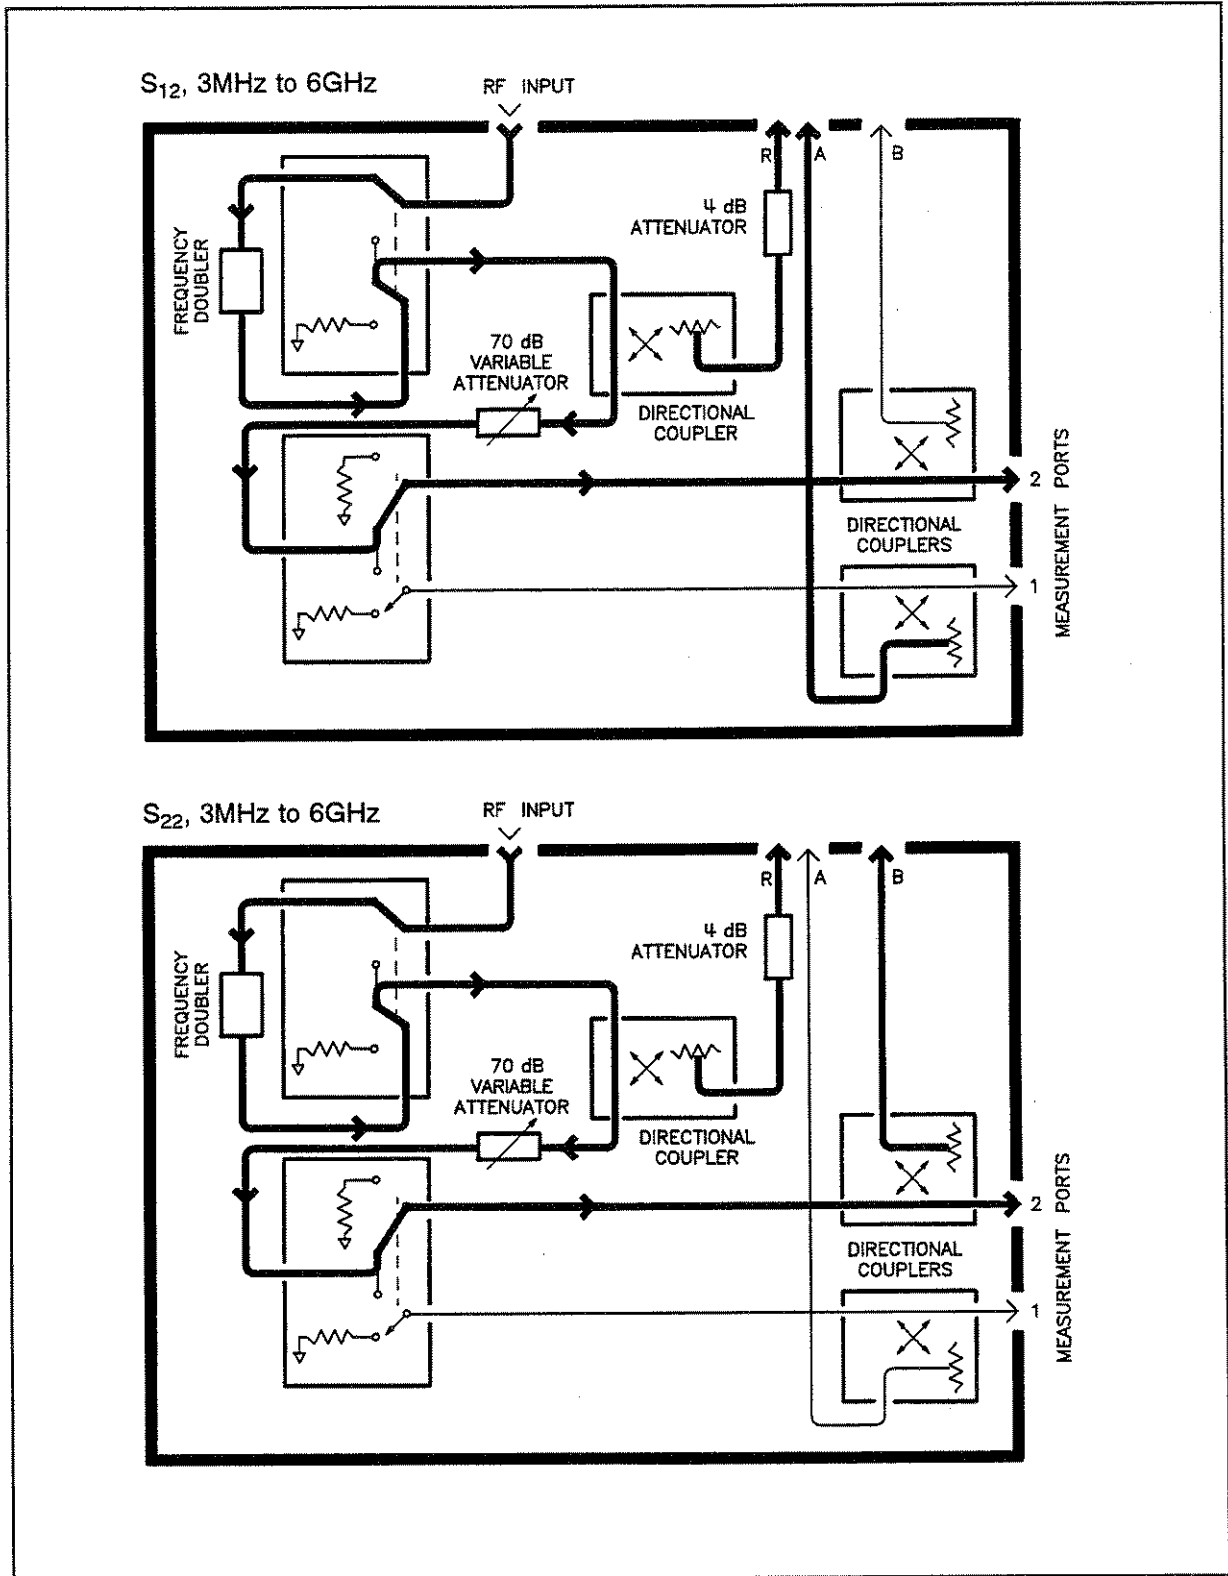 S12, 3MHz to 6GHz
RF INPUT
R
A
B
4 dB
ATTENUATOR
FREQUENCY
DOUBLER
70 dB
VARIABLE
ATTENUATOR
DIRECTIONAL
COUPLER
2
DIRECTIONAL
COUPLERS
1
MEASUREMENT PORTS
S22, 3MHz to 6GHz
RF INPUT
R
A
B
4 dB
ATTENUATOR
FREQUENCY
DOUBLER
70 dB
VARIABLE
ATTENUATOR
DIRECTIONAL
COUPLER
2
DIRECTIONAL
COUPLERS
1
MEASUREMENT PORTS